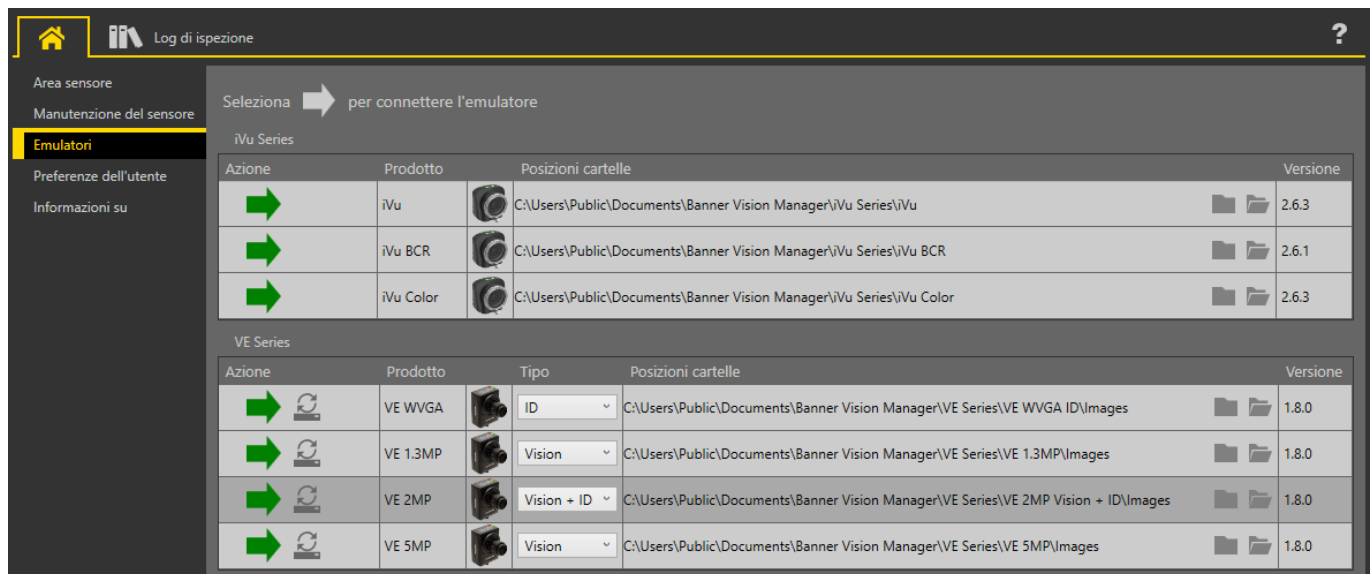 Log di ispezione
?
Area sensore
Manutenzione del sensore
Emulatori
Preferenze dell'utente
Informazioni su
Seleziona per connettere l'emulatore
iVu Series
Azione Prodotto Posizioni cartelle Versione
iVu C:\Users\Public\Documents\Banner Vision Manager\iVu Series\iVu 2.6.3
iVu BCR C:\Users\Public\Documents\Banner Vision Manager\iVu Series\iVu BCR 2.6.1
iVu Color C:\Users\Public\Documents\Banner Vision Manager\iVu Series\iVu Color 2.6.3
VE Series
Azione Prodotto Tipo Posizioni cartelle Versione
VE WVGA ID C:\Users\Public\Documents\Banner Vision Manager\VE Series\VE WVGA ID\Images 1.8.0
VE 1.3MP Vision C:\Users\Public\Documents\Banner Vision Manager\VE Series\VE 1.3MP\Images 1.8.0
VE 2MP Vision + ID C:\Users\Public\Documents\Banner Vision Manager\VE Series\VE 2MP Vision + ID\Images 1.8.0
VE 5MP Vision C:\Users\Public\Documents\Banner Vision Manager\VE Series\VE 5MP\Images 1.8.0